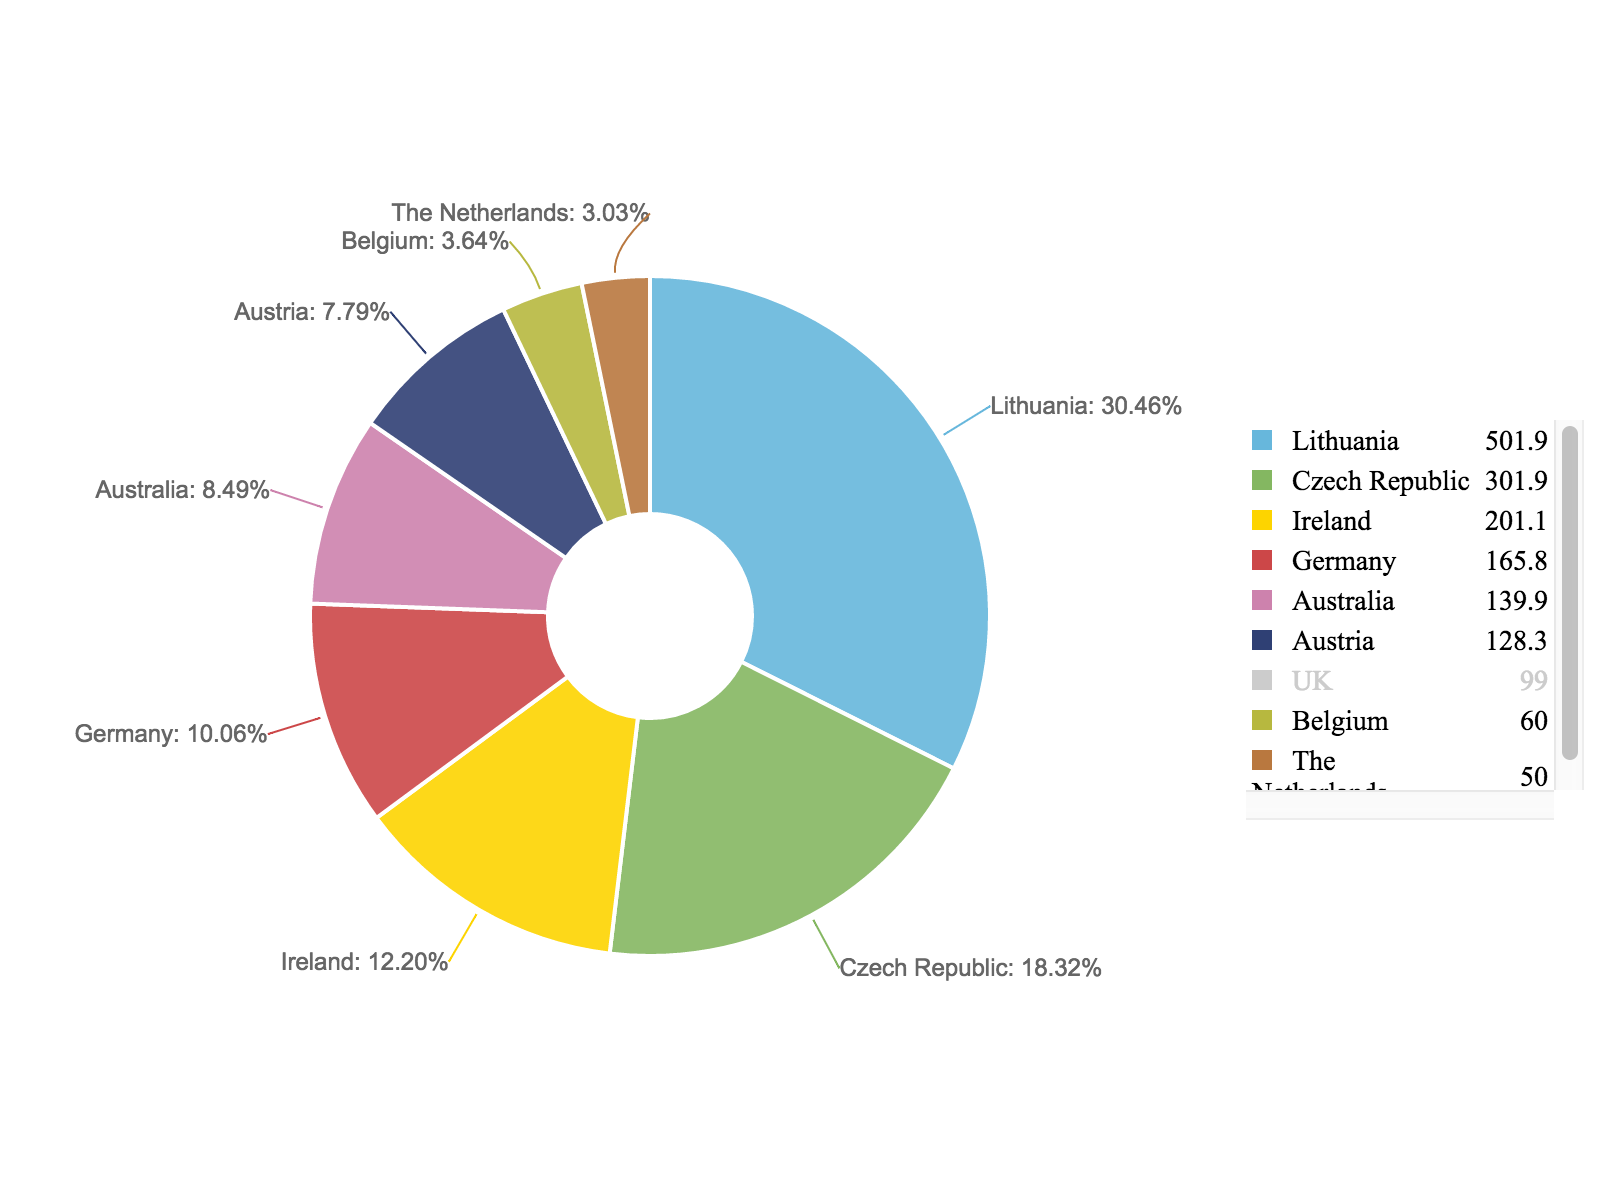 The Netherlands: 3.03%
Belgium: 3.64%
Austria: 7.79%
Lithuania: 30.46%
Australia: 8.49%
Germany: 10.06%
Ireland: 12.20%
Czech Republic: 18.32%
Lithuania 501.9
Czech Republic 301.9
Ireland 201.1
Germany 165.8
Australia 139.9
Austria 128.3
UK 99
Belgium 60
The
Netherlands 50